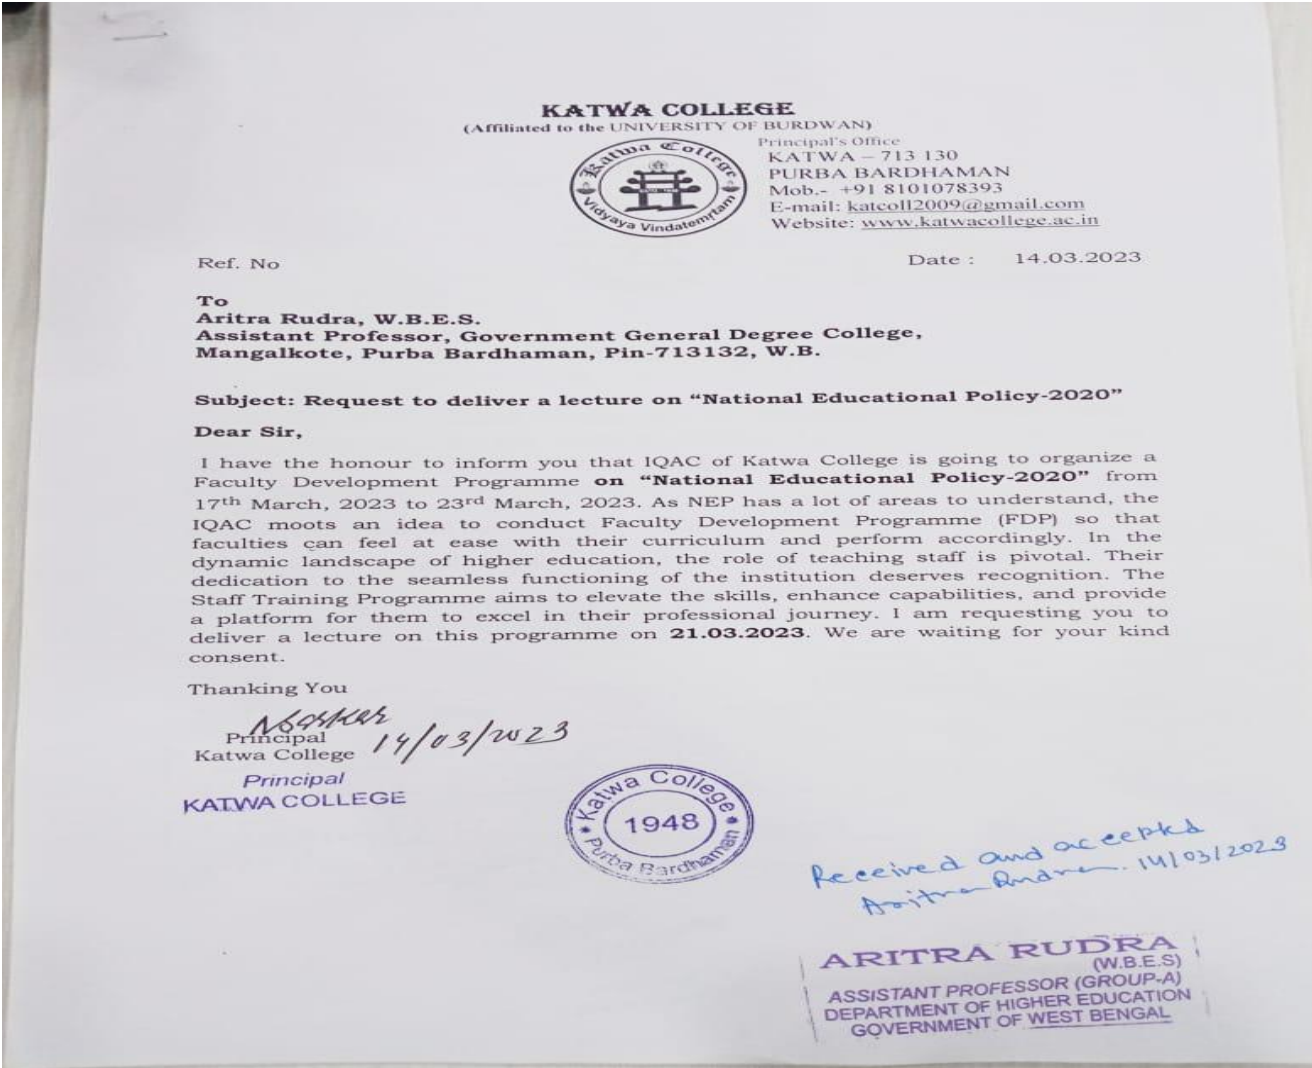 KATWA COLLEGE
(Affiliated to the UNIVERSITY OF BURDWAN)
Katwa College
Vidyaya Vindatemrtam
Principal's Office
KATWA – 713 130
PURBA BARDHAMAN
Mob.- +91 8101078393
E-mail: katcoll2009@gmail.com
Website: www.katwacollege.ac.in
Ref. No
Date : 14.03.2023
To
Aritra Rudra, W.B.E.S.
Assistant Professor, Government General Degree College,
Mangalkote, Purba Bardhaman, Pin-713132, W.B.
Subject: Request to deliver a lecture on “National Educational Policy-2020”
Dear Sir,
I have the honour to inform you that IQAC of Katwa College is going to organize a
Faculty Development Programme on “National Educational Policy-2020” from
17th March, 2023 to 23rd March, 2023. As NEP has a lot of areas to understand, the
IQAC moots an idea to conduct Faculty Development Programme (FDP) so that
faculties can feel at ease with their curriculum and perform accordingly. In the
dynamic landscape of higher education, the role of teaching staff is pivotal. Their
dedication to the seamless functioning of the institution deserves recognition. The
Staff Training Programme aims to elevate the skills, enhance capabilities, and provide
a platform for them to excel in their professional journey. I am requesting you to
deliver a lecture on this programme on 21.03.2023. We are waiting for your kind
consent.
Thanking You
Principal
Katwa College 14/03/2023
Principal
KATWA COLLEGE
Katwa College
1948
Purba Bardhaman
Received and accepted
Aritra Rudra. 14/03/2023
ARITRA RUDRA
(W.B.E.S)
ASSISTANT PROFESSOR (GROUP-A)
DEPARTMENT OF HIGHER EDUCATION
GOVERNMENT OF WEST BENGAL